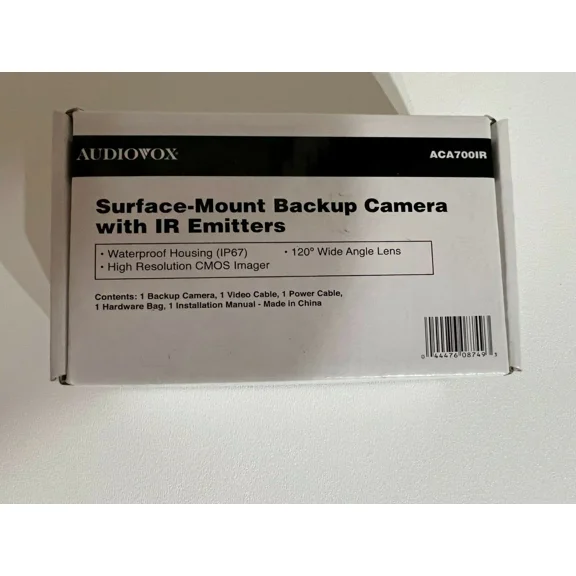 AUDIOVOX
ACA700IR
Surface-Mount Backup Camera
with IR Emitters
• Waterproof Housing (IP67) • 120º Wide Angle Lens
• High Resolution CMOS Imager
Contents: 1 Backup Camera, 1 Video Cable, 1 Power Cable,
1 Hardware Bag, 1 Installation Manual - Made in China
0 44476 08749 3